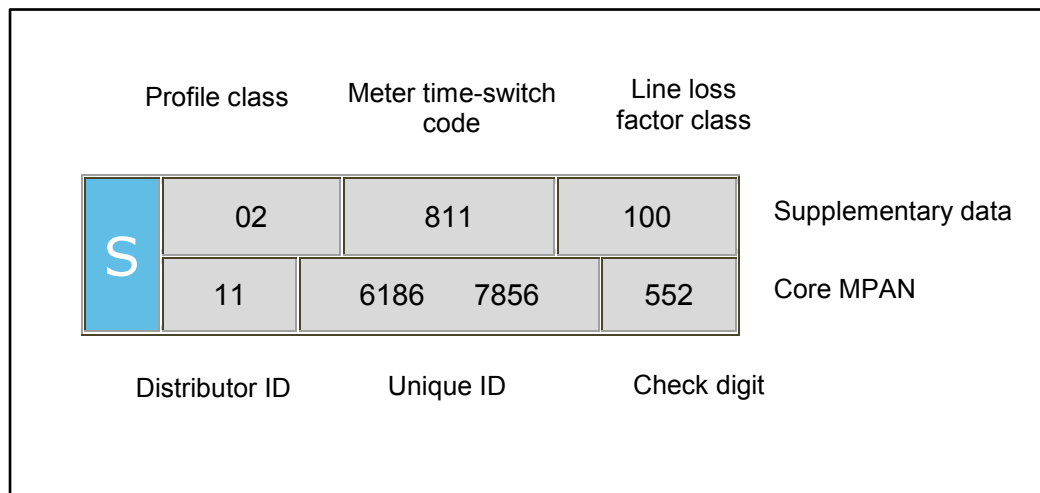 Profile class Meter time-switch code Line loss factor class
S 02 811 100 Supplementary data
11 6186 7856 552 Core MPAN
Distributor ID Unique ID Check digit